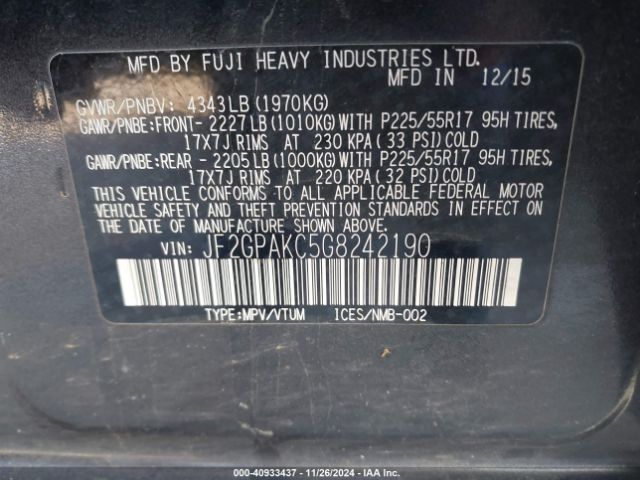 MFD BY FUJI HEAVY INDUSTRIES LTD.
MFD IN 12/15
GVWR/PNBV: 4343LB(1970KG)
GAWR/PNBE:FRONT- 2227LB(1010KG)WITH P225/55R17 95H TIRES,
17X7J RIMS AT 230 KPA(33 PSI)COLD
GAWR/PNBE:REAR - 2205LB(1000KG)WITH P225/55R17 95H TIRES,
17X7J RIMS AT 220 KPA(32 PSI)COLD
THIS VEHICLE CONFORMS TO ALL APPLICABLE FEDERAL MOTOR
VEHICLE SAFETY AND THEFT PREVENTION STANDARDS IN EFFECT ON
THE DATE OF MANUFACTURE SHOWN ABOVE.
VIN: JF2GPAKC5G8242190
TYPE:MPV/VTUM ICES/NMB-002
000-40933437 - 11/26/2024 - IAA Inc.